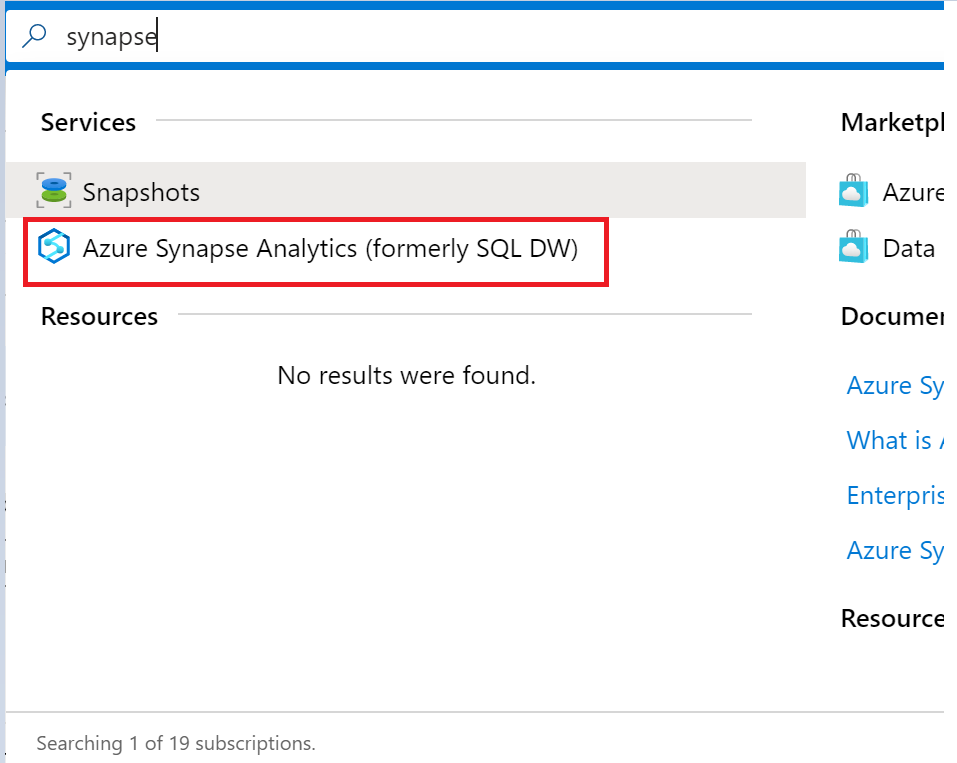 synapse
Services
Snapshots
Azure Synapse Analytics (formerly SQL DW)
Resources
No results were found.
Marketpl
Azure
Data
Documen
Azure Sy
What is
Enterpris
Azure Sy
Resource
Searching 1 of 19 subscriptions.